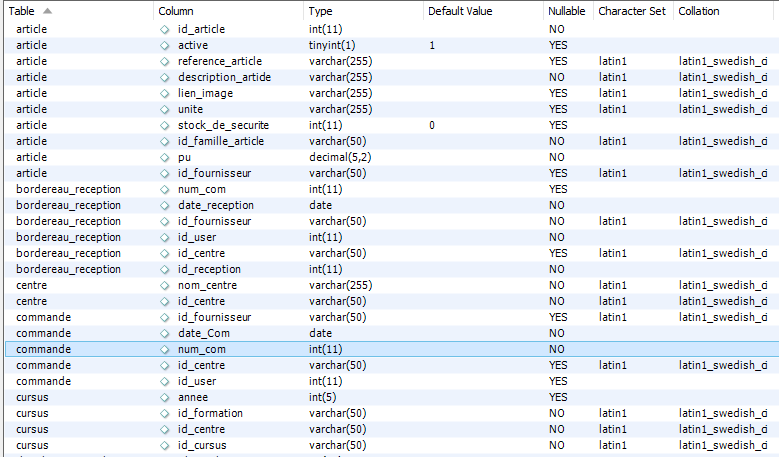 Table Column Type Default Value Nullable Character Set Collation
article id_article int(11) NO
article active tinyint(1) 1 YES
article reference_article varchar(255) YES latin1 latin1_swedish_ci
article description_article varchar(255) NO latin1 latin1_swedish_ci
article lien_image varchar(255) YES latin1 latin1_swedish_ci
article unite varchar(255) YES latin1 latin1_swedish_ci
article stock_de_securite int(11) 0 YES
article id_famille_article varchar(50) NO latin1 latin1_swedish_ci
article pu decimal(5,2) NO
article id_fournisseur varchar(50) YES latin1 latin1_swedish_ci
bordereau_reception num_com int(11) YES
bordereau_reception date_reception date NO
bordereau_reception id_fournisseur varchar(50) NO latin1 latin1_swedish_ci
bordereau_reception id_user int(11) NO
bordereau_reception id_centre varchar(50) YES latin1 latin1_swedish_ci
bordereau_reception id_reception int(11) NO
centre nom_centre varchar(255) NO latin1 latin1_swedish_ci
centre id_centre varchar(50) NO latin1 latin1_swedish_ci
commande id_fournisseur varchar(50) YES latin1 latin1_swedish_ci
commande date_Com date NO
commande num_com int(11) NO
commande id_centre varchar(50) YES latin1 latin1_swedish_ci
commande id_user int(11) YES
cursus annee int(5) YES
cursus id_formation varchar(50) NO latin1 latin1_swedish_ci
cursus id_centre varchar(50) NO latin1 latin1_swedish_ci
cursus id_cursus varchar(50) NO latin1 latin1_swedish_ci